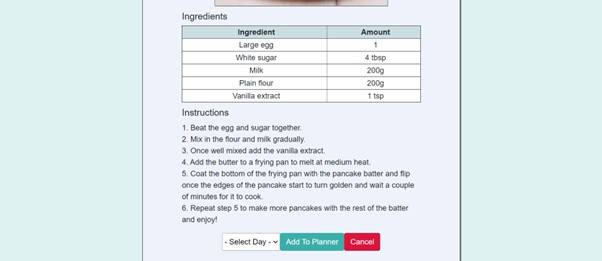 Ingredients
Ingredient Amount
Large egg 1
White sugar 4 tbsp
Milk 200g
Plain flour 200g
Vanilla extract 1 tsp
Instructions
1. Beat the egg and sugar together.
2. Mix in the flour and milk gradually.
3. Once well mixed add the vanilla extract.
4. Add the butter to a frying pan to melt at medium heat.
5. Coat the bottom of the frying pan with the pancake batter and flip
once the edges of the pancake start to turn golden and wait a couple
of minutes for it to cook.
6. Repeat step 5 to make more pancakes with the rest of the batter
and enjoy!
- Select Day - Add To Planner Cancel